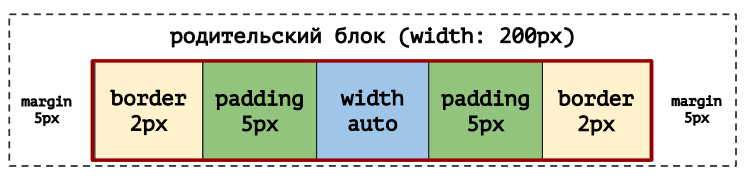 родительский блок (width: 200px)
margin
5px
border
2px
padding
5px
width
auto
padding
5px
border
2px
margin
5px